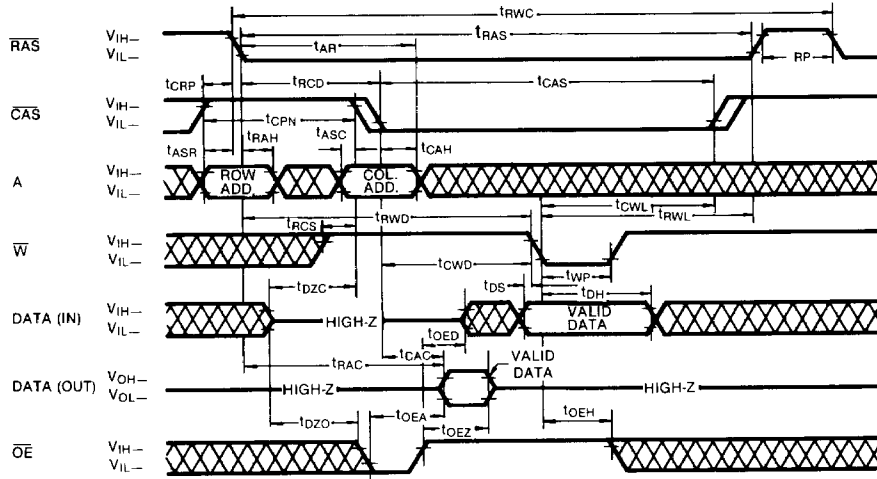 tRWC
RAS VIH— VIL— tAR tRAS RP
tCRP tRCD tCAS
CAS VIH— VIL— tCPN
tASR tRAH tASC tCAH
A VIH— VIL— ROW ADD. COL. ADD.
tCWL
tRWD tRWL
tRCS
W VIH— VIL— tCWD tWP
tDZC tDS tDH
DATA (IN) VIH— VIL— HIGH-Z VALID DATA
tOED
tRAC tCAC VALID DATA
DATA (OUT) VOH— VOL— HIGH-Z HIGH-Z
tDZO tOEA tOEZ tOEH
OE VIH— VIL—